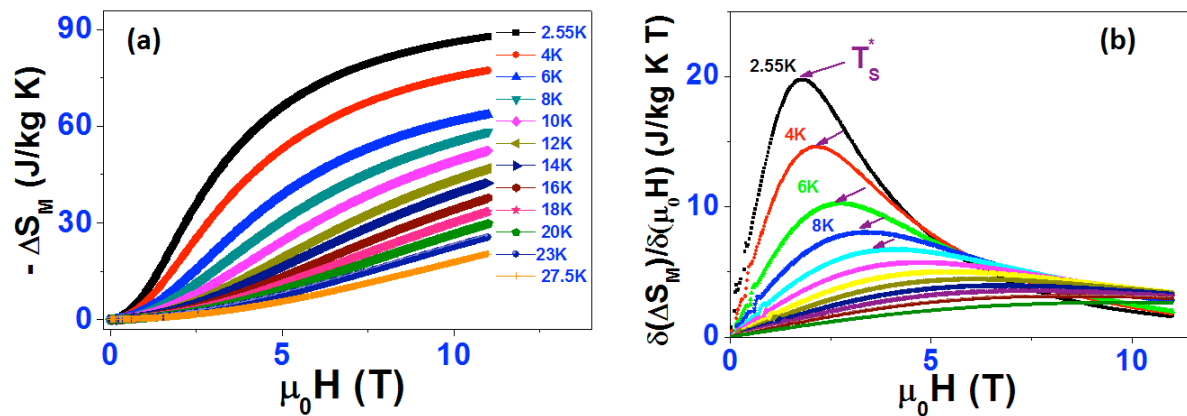 (a)
- ΔS_M (J/kg K)
90
60
30
0
0
5
10
μ₀H (T)
2.55K
4K
6K
8K
10K
12K
14K
16K
18K
20K
23K
27.5K
(b)
δ(ΔS_M)/δ(μ₀H) (J/kg K T)
20
10
0
0
5
10
μ₀H (T)
2.55K
T_S^*
4K
6K
8K